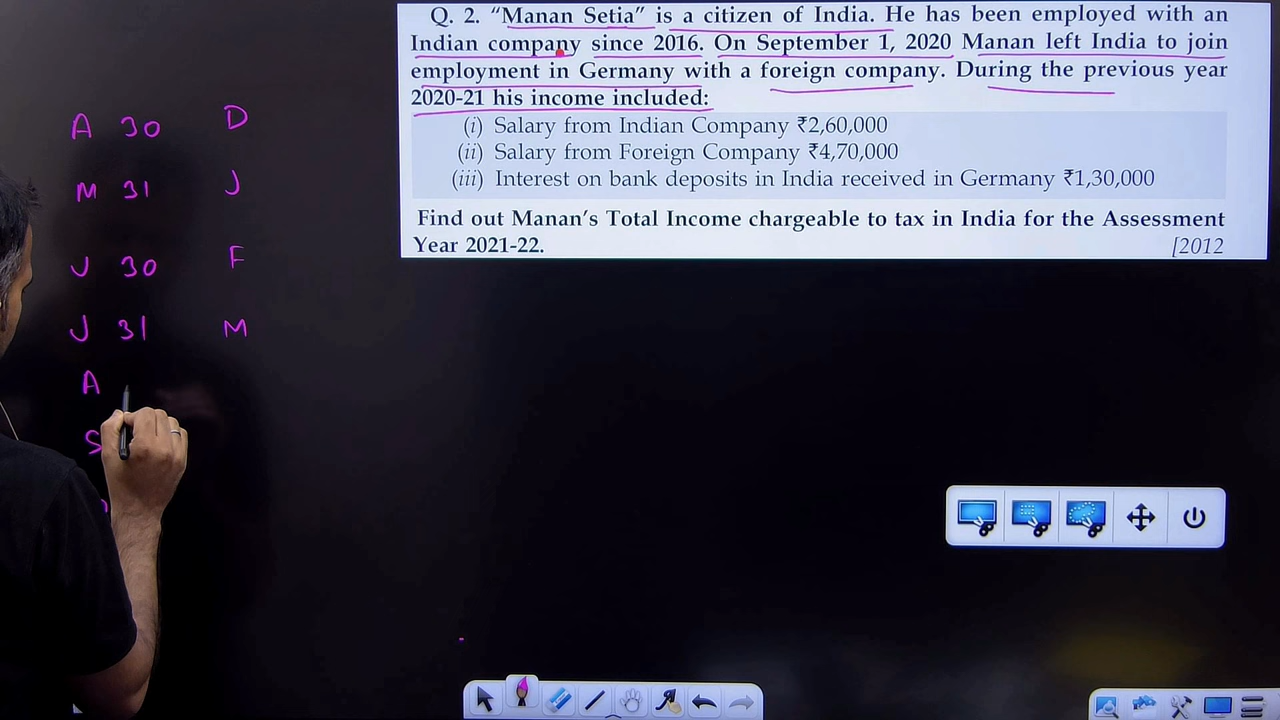 Q. 2. “Manan Setia” is a citizen of India. He has been employed with an
Indian company since 2016. On September 1, 2020 Manan left India to join
employment in Germany with a foreign company. During the previous year
2020-21 his income included:
(i) Salary from Indian Company ₹2,60,000
(ii) Salary from Foreign Company ₹4,70,000
(iii) Interest on bank deposits in India received in Germany ₹1,30,000
Find out Manan’s Total Income chargeable to tax in India for the Assessment
Year 2021-22. [2012
A 30 D
M 31 J
J 30 F
J 31 M
A
S